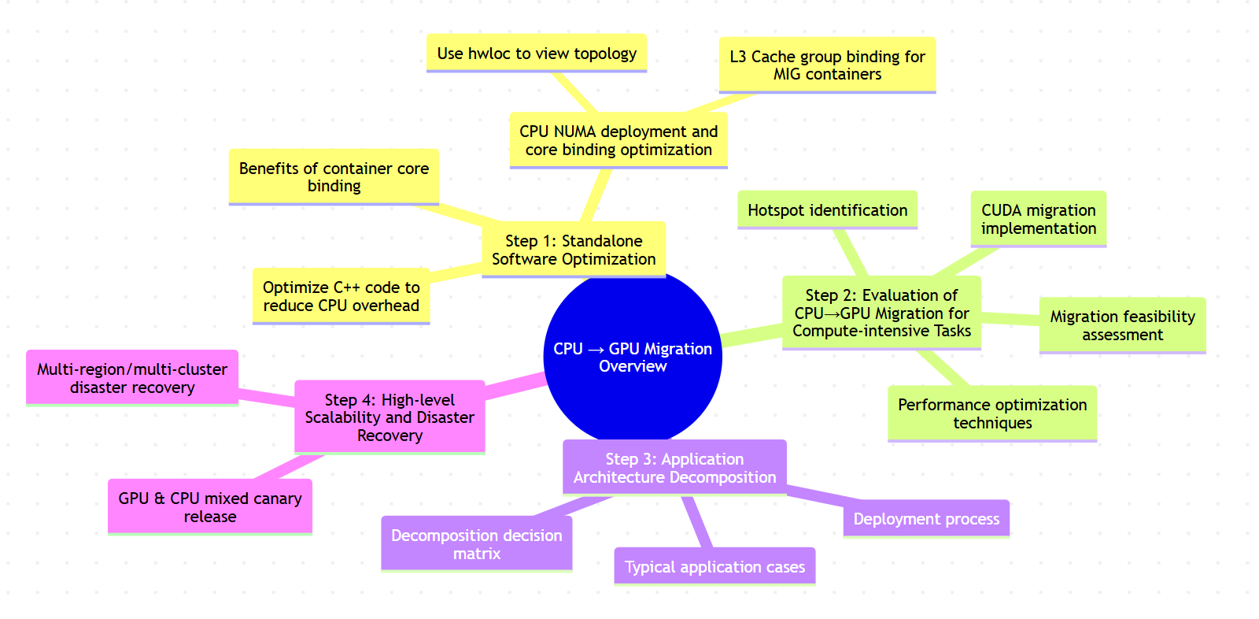 Use hwloc to view topology
L3 Cache group binding for
MIG containers
CPU NUMA deployment and
core binding optimization
Benefits of container core
binding
Step 1: Standalone
Software Optimization
Optimize C++ code to
reduce CPU overhead
Hotspot identification
CUDA migration
implementation
Step 2: Evaluation of
CPU→GPU Migration for
Compute-intensive Tasks
Migration feasibility
assessment
Performance optimization
techniques
CPU → GPU Migration
Overview
Multi-region/multi-cluster
disaster recovery
Step 4: High-level
Scalability and Disaster
Recovery
GPU & CPU mixed canary
release
Step 3: Application
Architecture Decomposition
Decomposition decision
matrix
Typical application cases
Deployment process